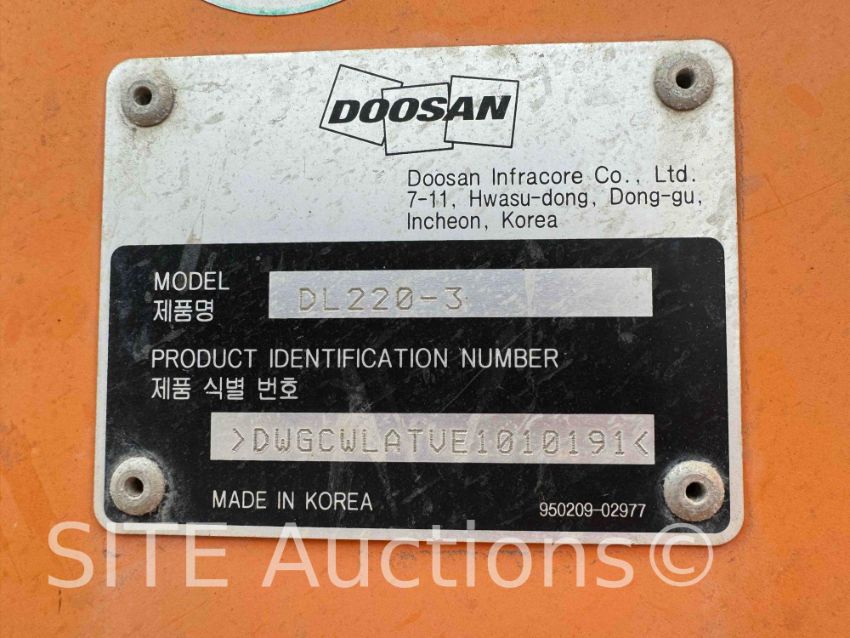 DOOSAN
Doosan Infracore Co., Ltd.
7-11, Hwasu-dong, Dong-gu,
Incheon, Korea
MODEL
제품명
DL220-3
PRODUCT IDENTIFICATION NUMBER
제품 식별 번호
>DWGCWLATVE1010191<
MADE IN KOREA
950209-02977
SITE Auctions©